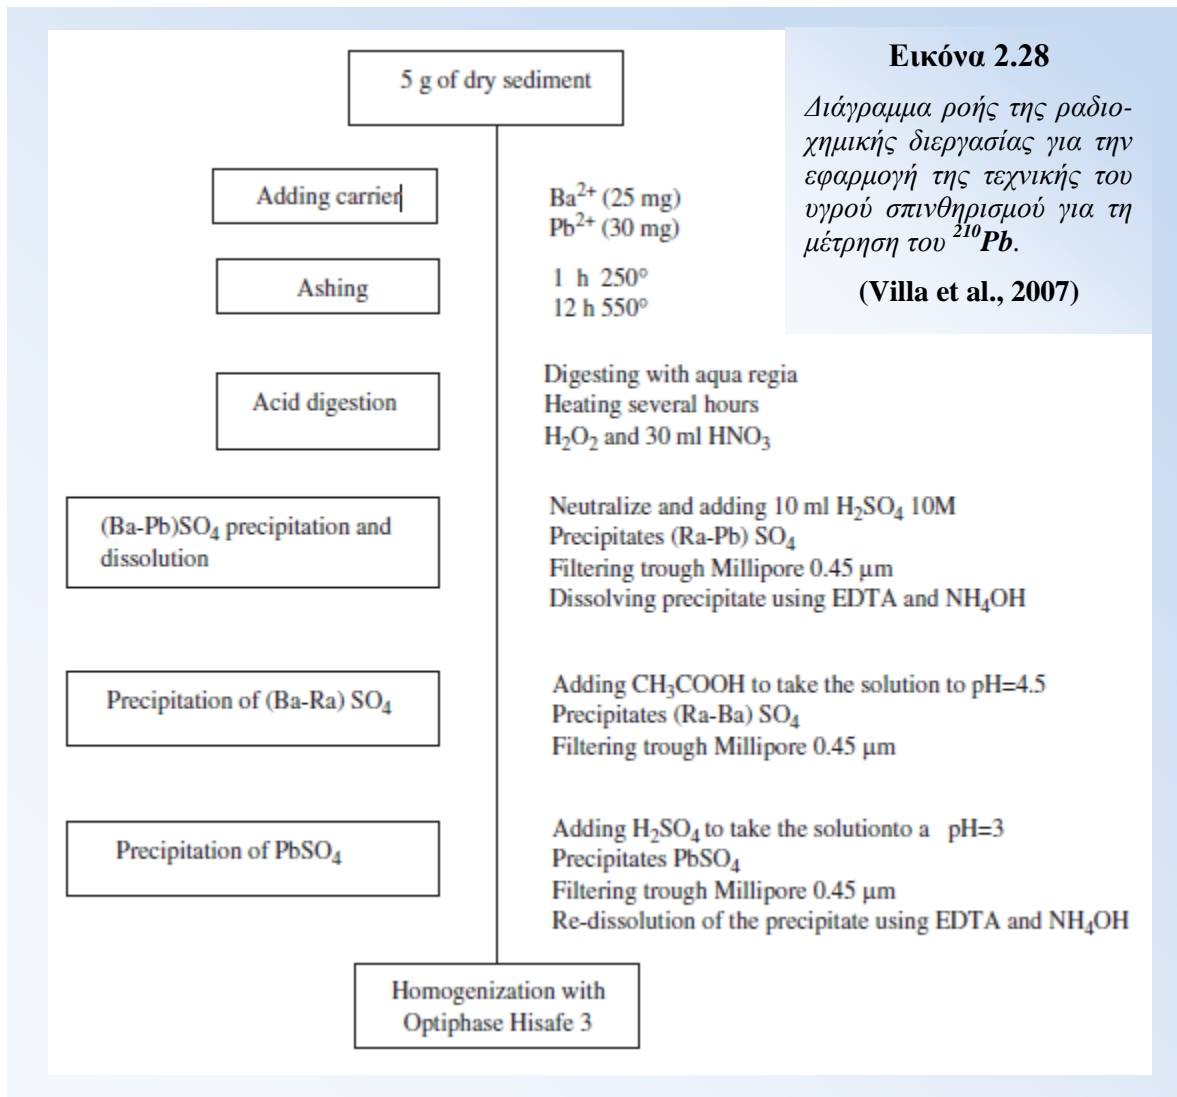 5 g of dry sediment
Εικόνα 2.28
Διάγραμμα ροής της ραδιο-
χημικής διεργασίας για την
εφαρμογή της τεχνικής του
υγρού σπινθηρισμού για τη
μέτρηση του ²¹⁰Pb.
(Villa et al., 2007)
Adding carrier
Ba²⁺ (25 mg)
Pb²⁺ (30 mg)
Ashing
1 h 250°
12 h 550°
Acid digestion
Digesting with aqua regia
Heating several hours
H₂O₂ and 30 ml HNO₃
(Ba-Pb)SO₄ precipitation and
dissolution
Neutralize and adding 10 ml H₂SO₄ 10M
Precipitates (Ra-Pb) SO₄
Filtering trough Millipore 0.45 μm
Dissolving precipitate using EDTA and NH₄OH
Precipitation of (Ba-Ra) SO₄
Adding CH₃COOH to take the solution to pH=4.5
Precipitates (Ra-Ba) SO₄
Filtering trough Millipore 0.45 μm
Precipitation of PbSO₄
Adding H₂SO₄ to take the solutionto a pH=3
Precipitates PbSO₄
Filtering trough Millipore 0.45 μm
Re-dissolution of the precipitate using EDTA and NH₄OH
Homogenization with
Optiphase Hisafe 3